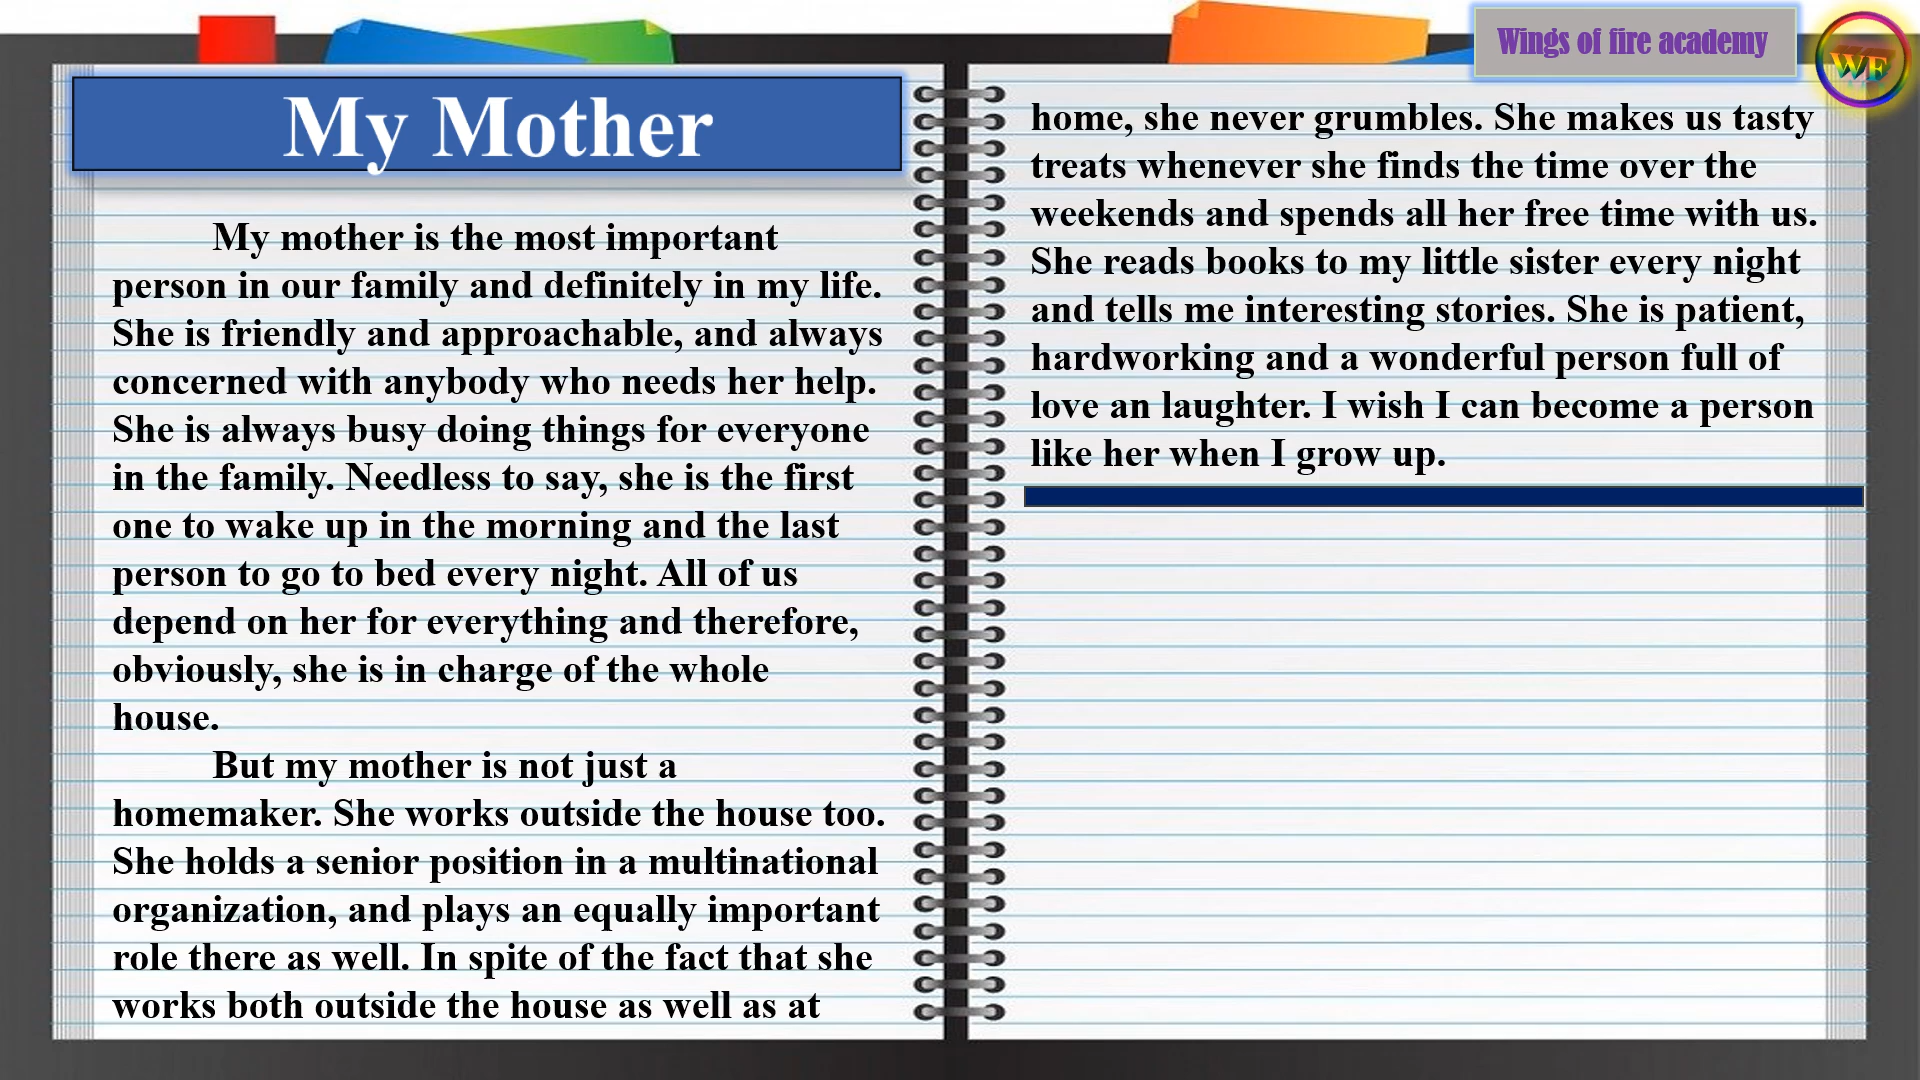 Wings of fire academy
WF
My Mother
My mother is the most important
person in our family and definitely in my life.
She is friendly and approachable, and always
concerned with anybody who needs her help.
She is always busy doing things for everyone
in the family. Needless to say, she is the first
one to wake up in the morning and the last
person to go to bed every night. All of us
depend on her for everything and therefore,
obviously, she is in charge of the whole
house.
But my mother is not just a
homemaker. She works outside the house too.
She holds a senior position in a multinational
organization, and plays an equally important
role there as well. In spite of the fact that she
works both outside the house as well as at
home, she never grumbles. She makes us tasty
treats whenever she finds the time over the
weekends and spends all her free time with us.
She reads books to my little sister every night
and tells me interesting stories. She is patient,
hardworking and a wonderful person full of
love an laughter. I wish I can become a person
like her when I grow up.